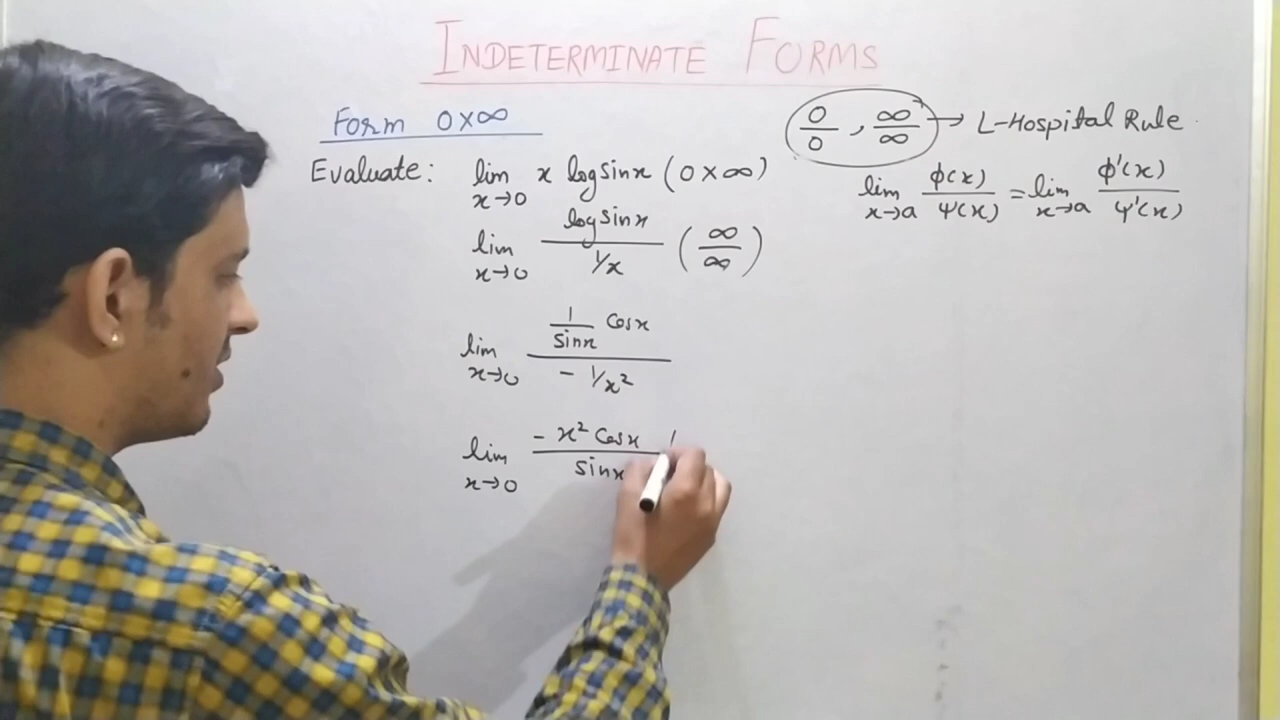 INDETERMINATE FORMS
Form 0×∞
0/0 , ∞/∞ → L-Hospital Rule
Evaluate: lim x→0 x log sinx (0×∞)
lim x→a ϕ(x)/ψ(x) = lim x→a ϕ'(x)/ψ'(x)
lim x→0 log sinx / 1/x (∞/∞)
lim x→0 1/sinx Cosx / - 1/x²
lim x→0 - x² Cosx / sinx